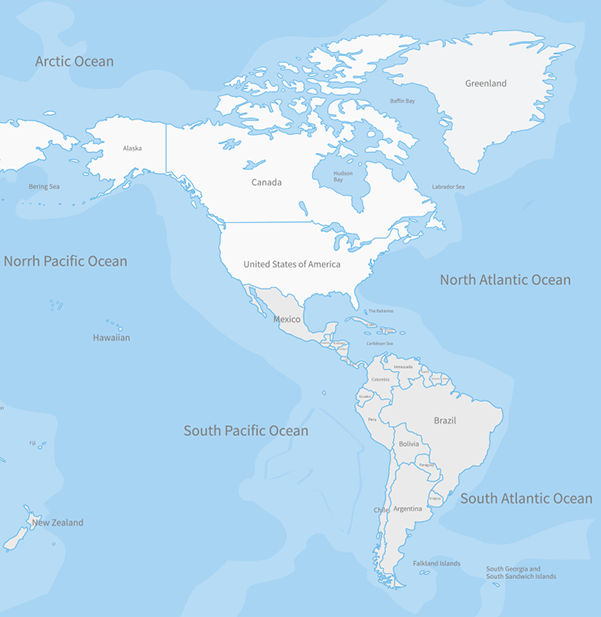 Arctic Ocean
Greenland
Baffin Bay
Alaska
Canada
Hudson
Bay
Bering Sea
Labrador Sea
Norrh Pacific Ocean
United States of America
North Atlantic Ocean
Mexico
The Bahamas
Hawaiian
Caribbean Sea
Venezuela
Colombia
Peru
Brazil
South Pacific Ocean
Bolivia
Fiji
Paraguay
South Atlantic Ocean
Chile
Argentina
New Zealand
Falkland Islands
South Georgia and
South Sandwich Islands